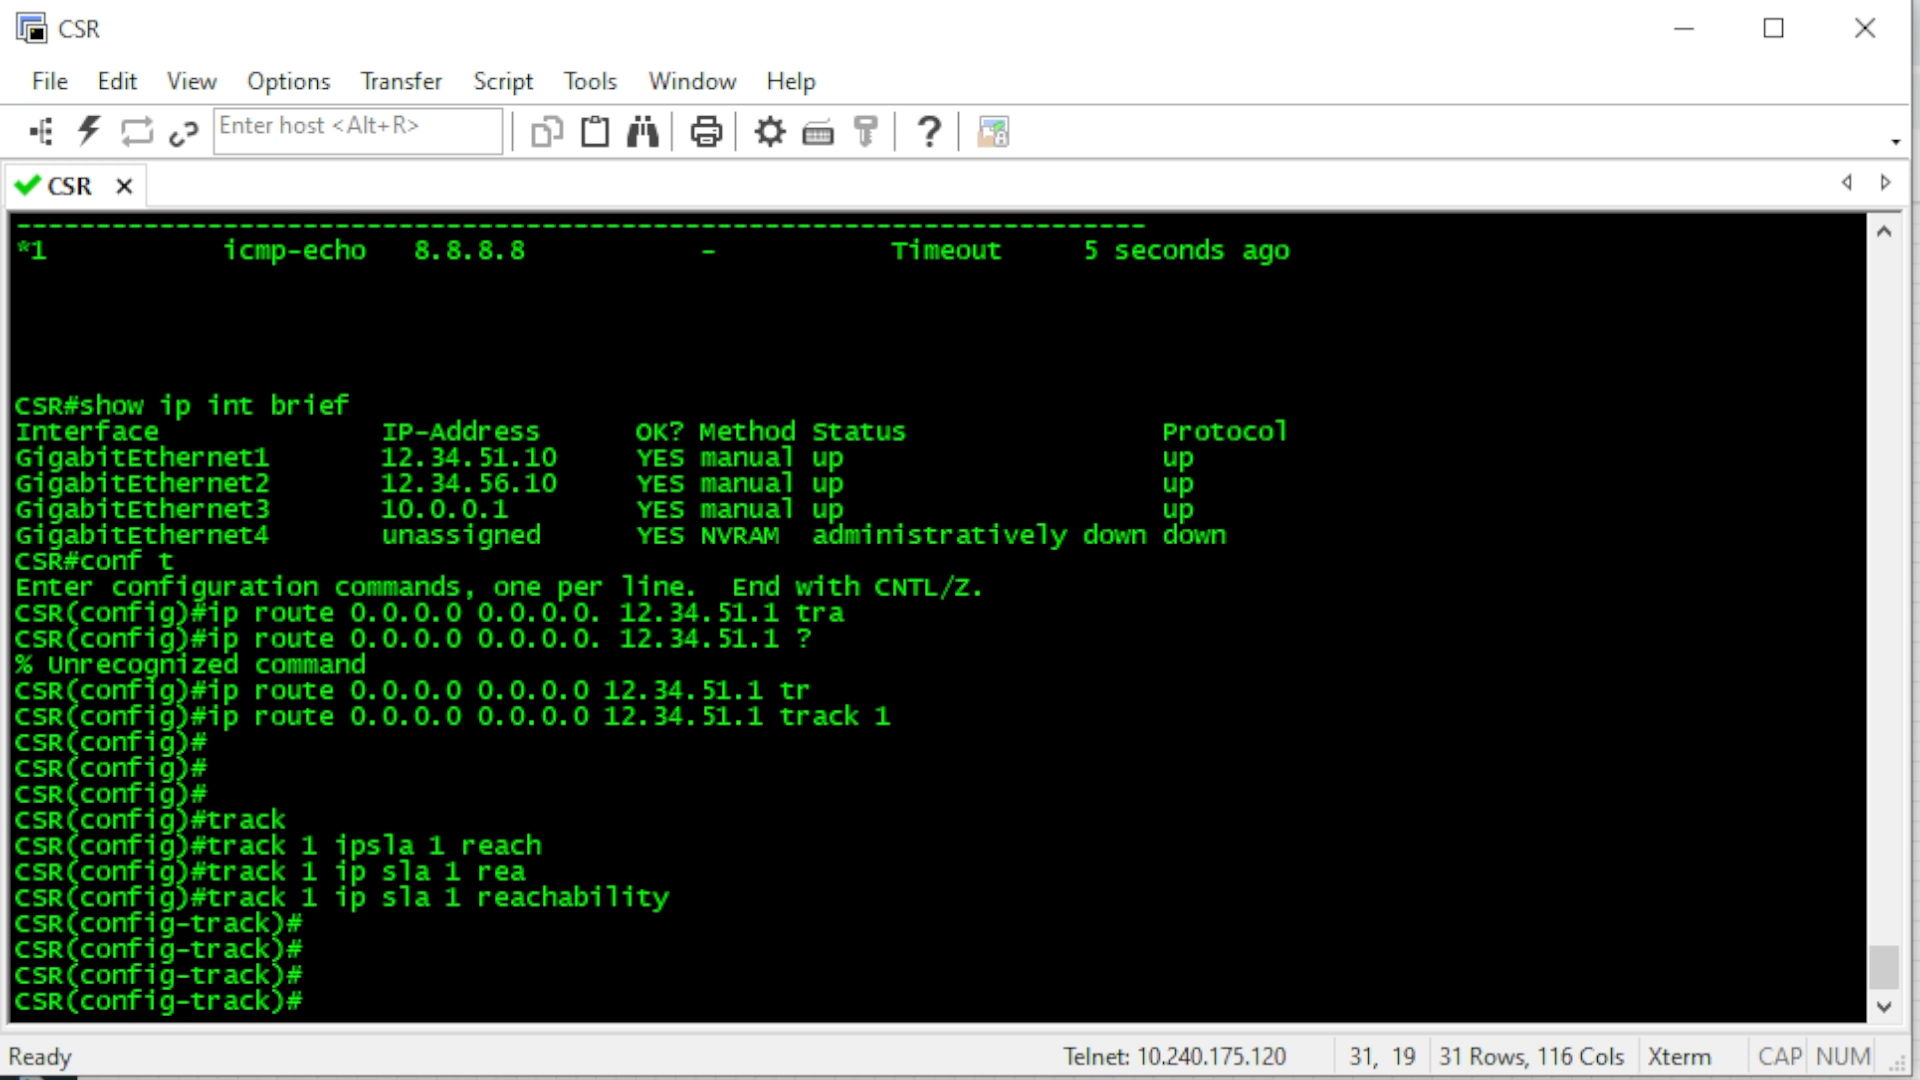 CSR
File Edit View Options Transfer Script Tools Window Help
Enter host <Alt+R>
CSR
------------------------------------------------------------------------
*1 icmp-echo 8.8.8.8 - Timeout 5 seconds ago
CSR#show ip int brief
Interface IP-Address OK? Method Status Protocol
GigabitEthernet1 12.34.51.10 YES manual up up
GigabitEthernet2 12.34.56.10 YES manual up up
GigabitEthernet3 10.0.0.1 YES manual up up
GigabitEthernet4 unassigned YES NVRAM administratively down down
CSR#conf t
Enter configuration commands, one per line. End with CNTL/Z.
CSR(config)#ip route 0.0.0.0 0.0.0.0. 12.34.51.1 tra
CSR(config)#ip route 0.0.0.0 0.0.0.0. 12.34.51.1 ?
% Unrecognized command
CSR(config)#ip route 0.0.0.0 0.0.0.0 12.34.51.1 tr
CSR(config)#ip route 0.0.0.0 0.0.0.0 12.34.51.1 track 1
CSR(config)#
CSR(config)#
CSR(config)#
CSR(config)#track
CSR(config)#track 1 ipsla 1 reach
CSR(config)#track 1 ip sla 1 rea
CSR(config)#track 1 ip sla 1 reachability
CSR(config-track)#
CSR(config-track)#
CSR(config-track)#
CSR(config-track)#
Ready Telnet: 10.240.175.120 31, 19 31 Rows, 116 Cols Xterm CAP NUM